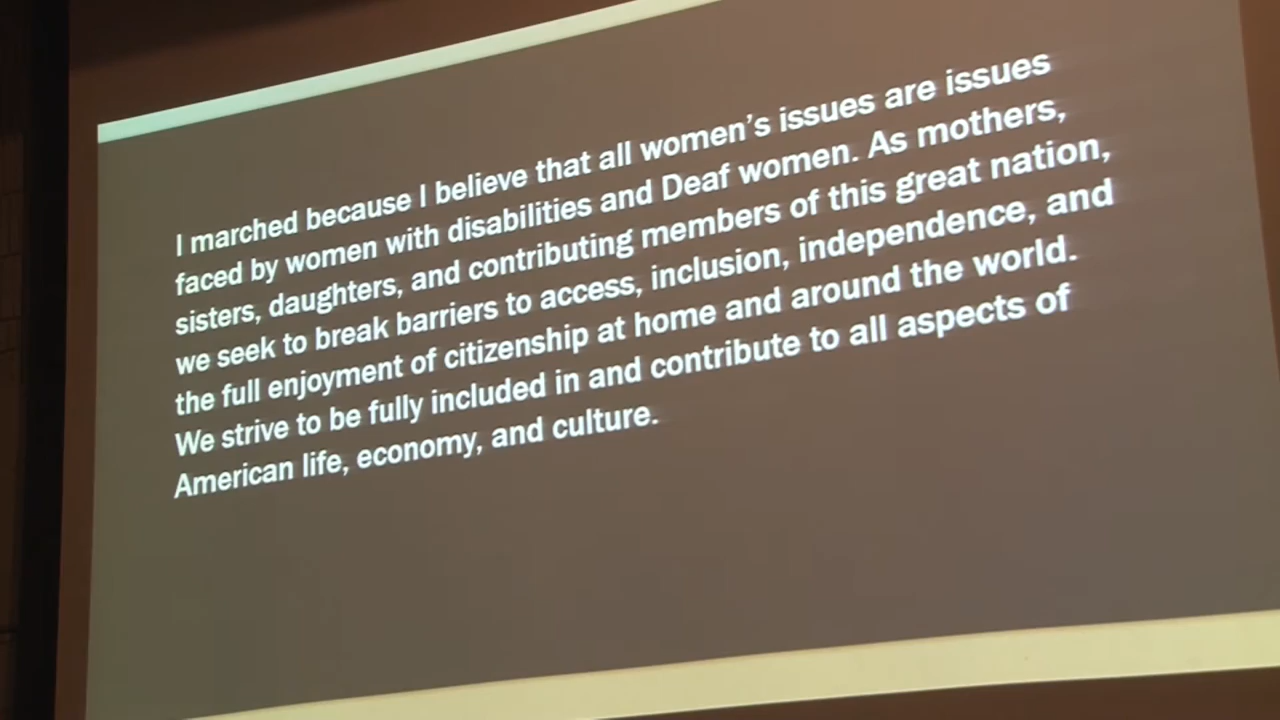 I marched because I believe that all women's issues are issues
faced by women with disabilities and Deaf women. As mothers,
sisters, daughters, and contributing members of this great nation,
we seek to break barriers to access, inclusion, independence, and
the full enjoyment of citizenship at home and around the world.
We strive to be fully included in and contribute to all aspects of
American life, economy, and culture.